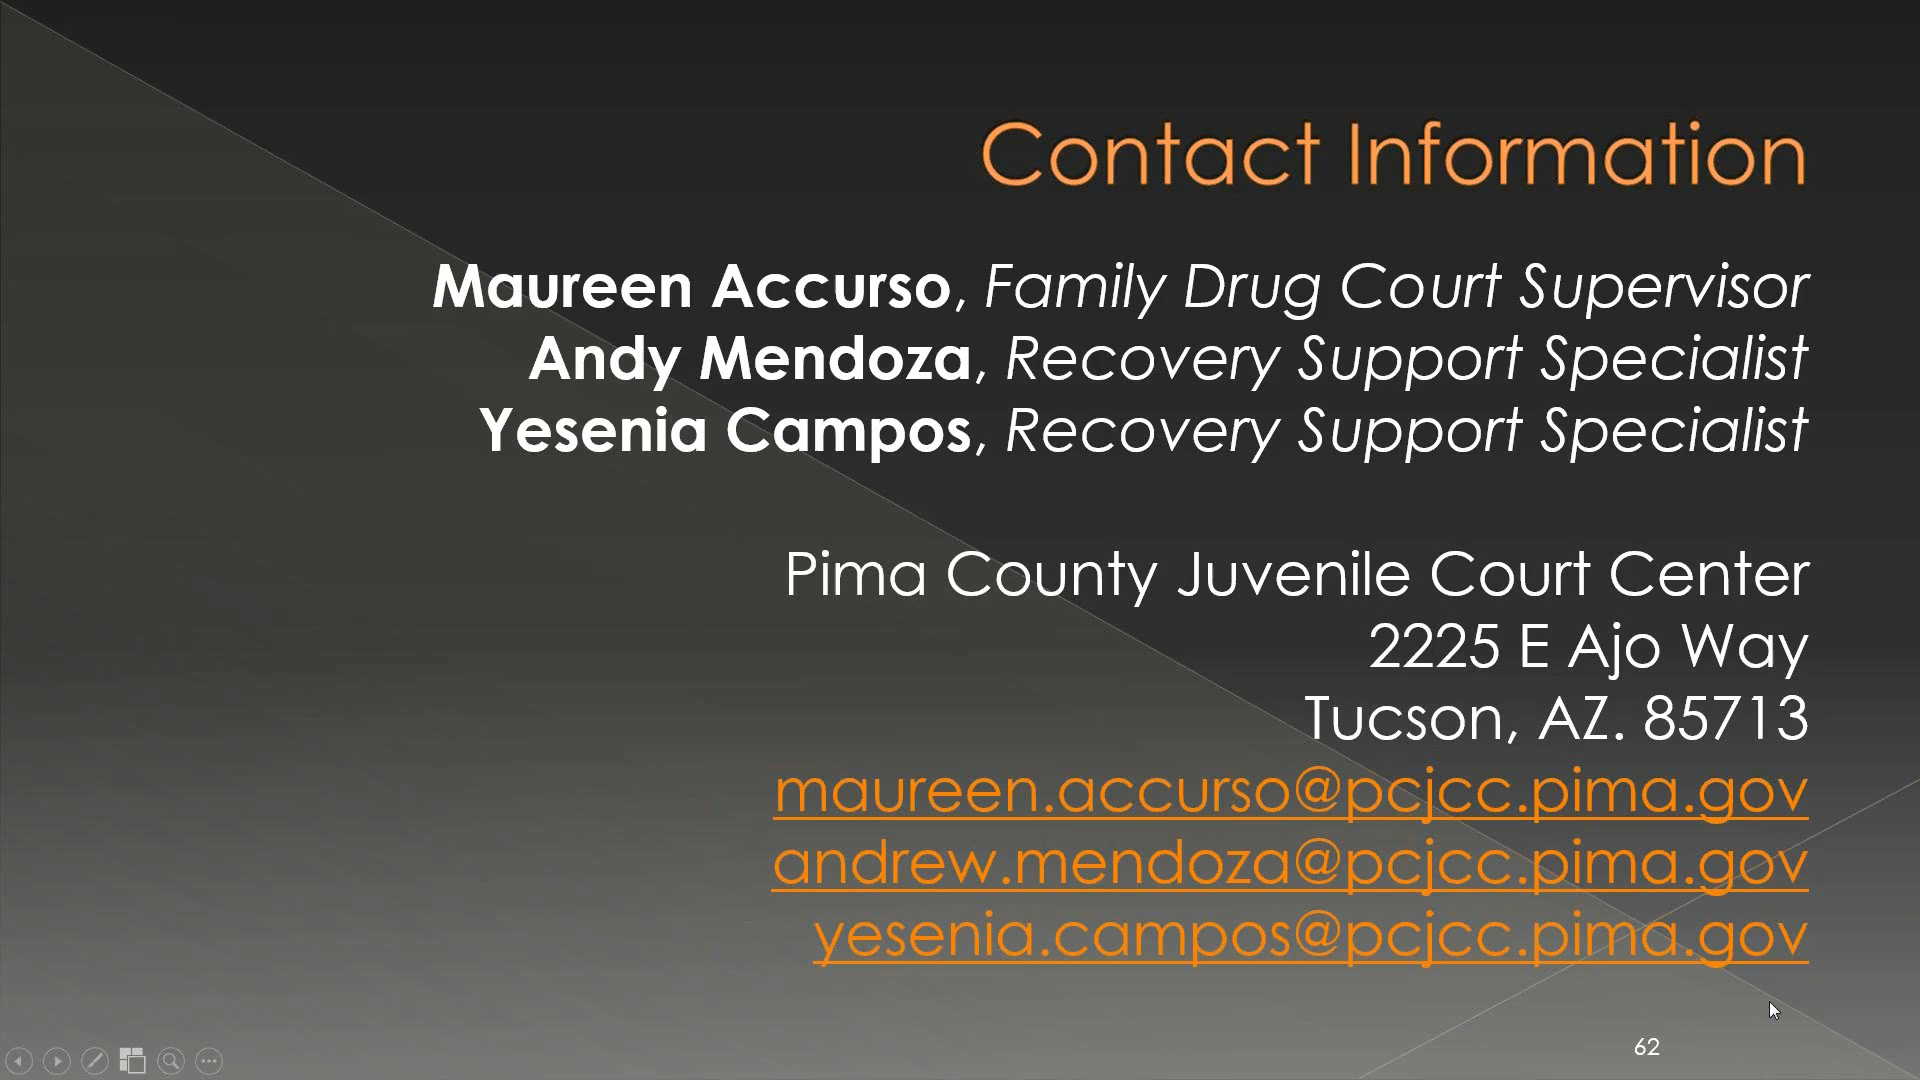 Contact Information
Maureen Accurso, Family Drug Court Supervisor
Andy Mendoza, Recovery Support Specialist
Yesenia Campos, Recovery Support Specialist
Pima County Juvenile Court Center
2225 E Ajo Way
Tucson, AZ. 85713
maureen.accurso@pcjcc.pima.gov
andrew.mendoza@pcjcc.pima.gov
yesenia.campos@pcjcc.pima.gov
62